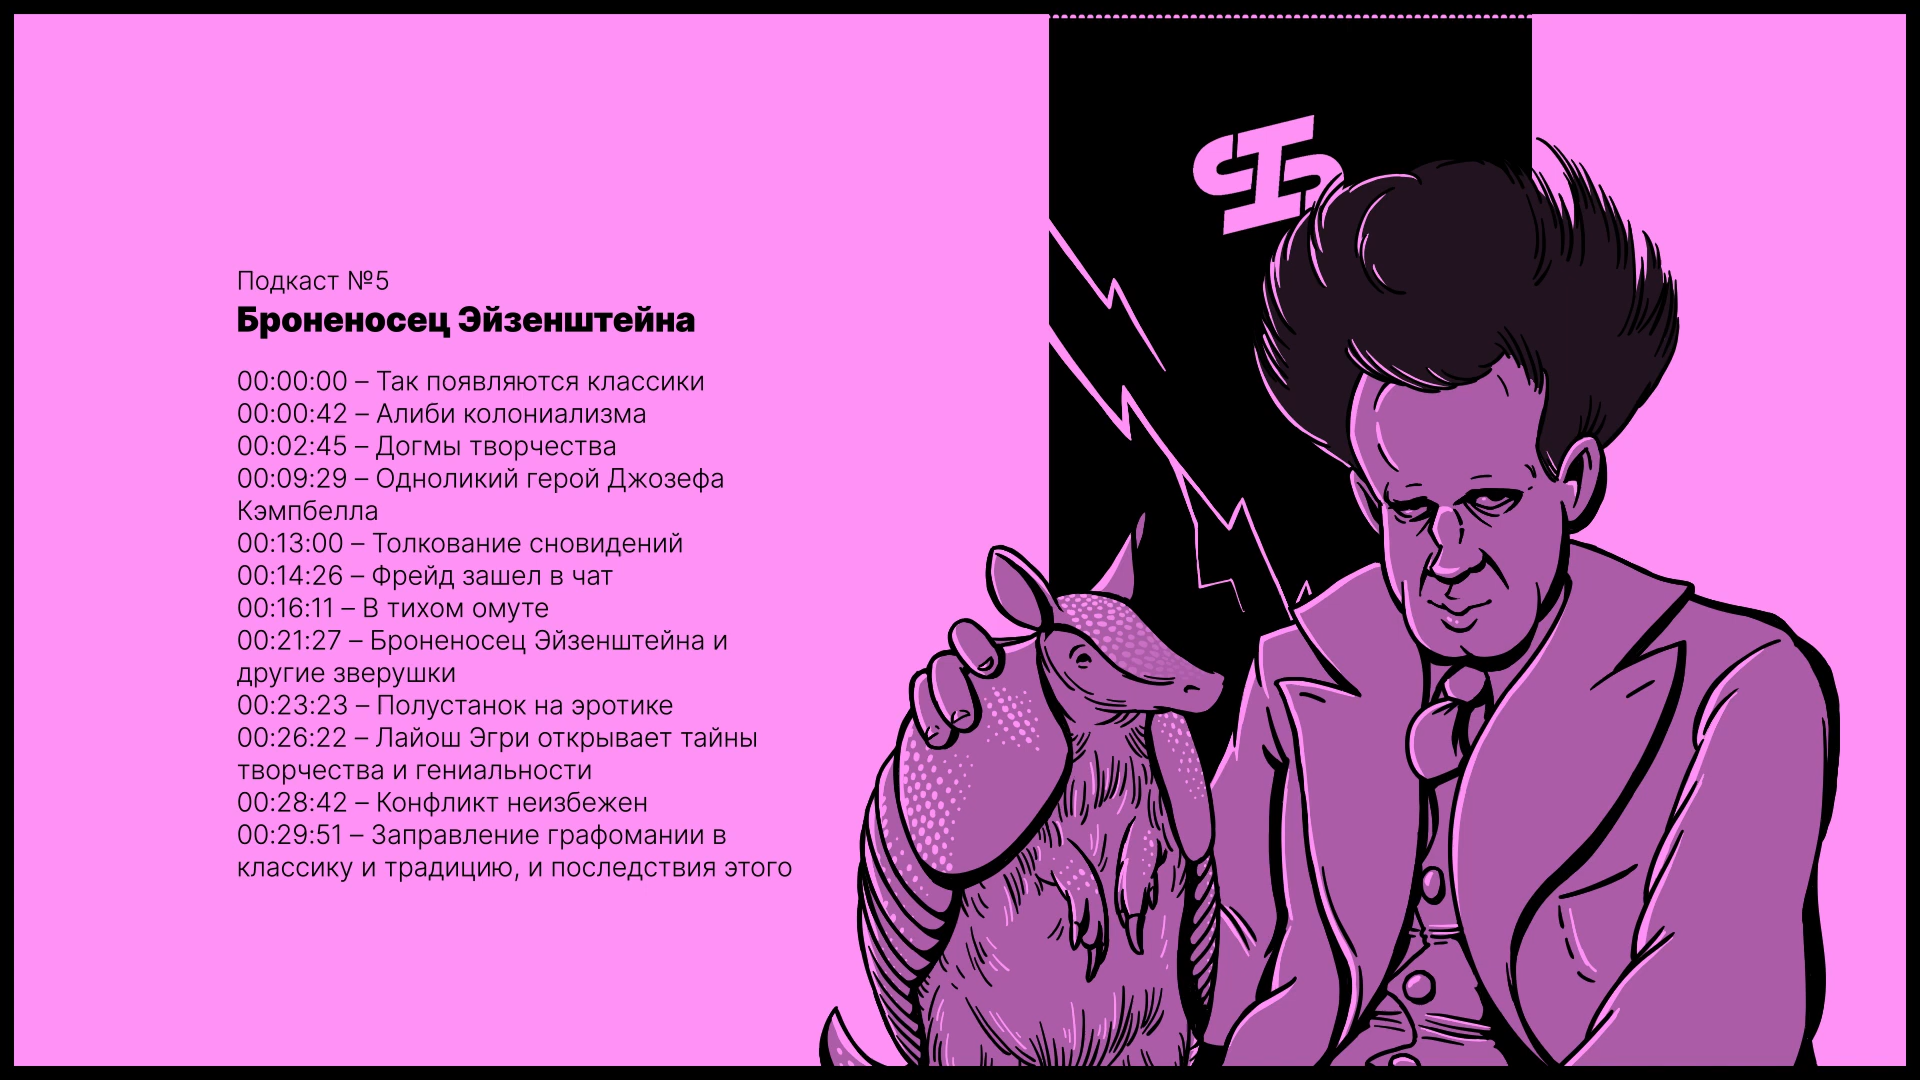 Подкаст №5
Броненосец Эйзенштейна
00:00:00 – Так появляются классики
00:00:42 – Алиби колониализма
00:02:45 – Догмы творчества
00:09:29 – Одноликий герой Джозефа
Кэмпбелла
00:13:00 – Толкование сновидений
00:14:26 – Фрейд зашел в чат
00:16:11 – В тихом омуте
00:21:27 – Броненосец Эйзенштейна и
другие зверушки
00:23:23 – Полустанок на эротике
00:26:22 – Лайош Эгри открывает тайны
творчества и гениальности
00:28:42 – Конфликт неизбежен
00:29:51 – Заправление графомании в
классику и традицию, и последствия этого